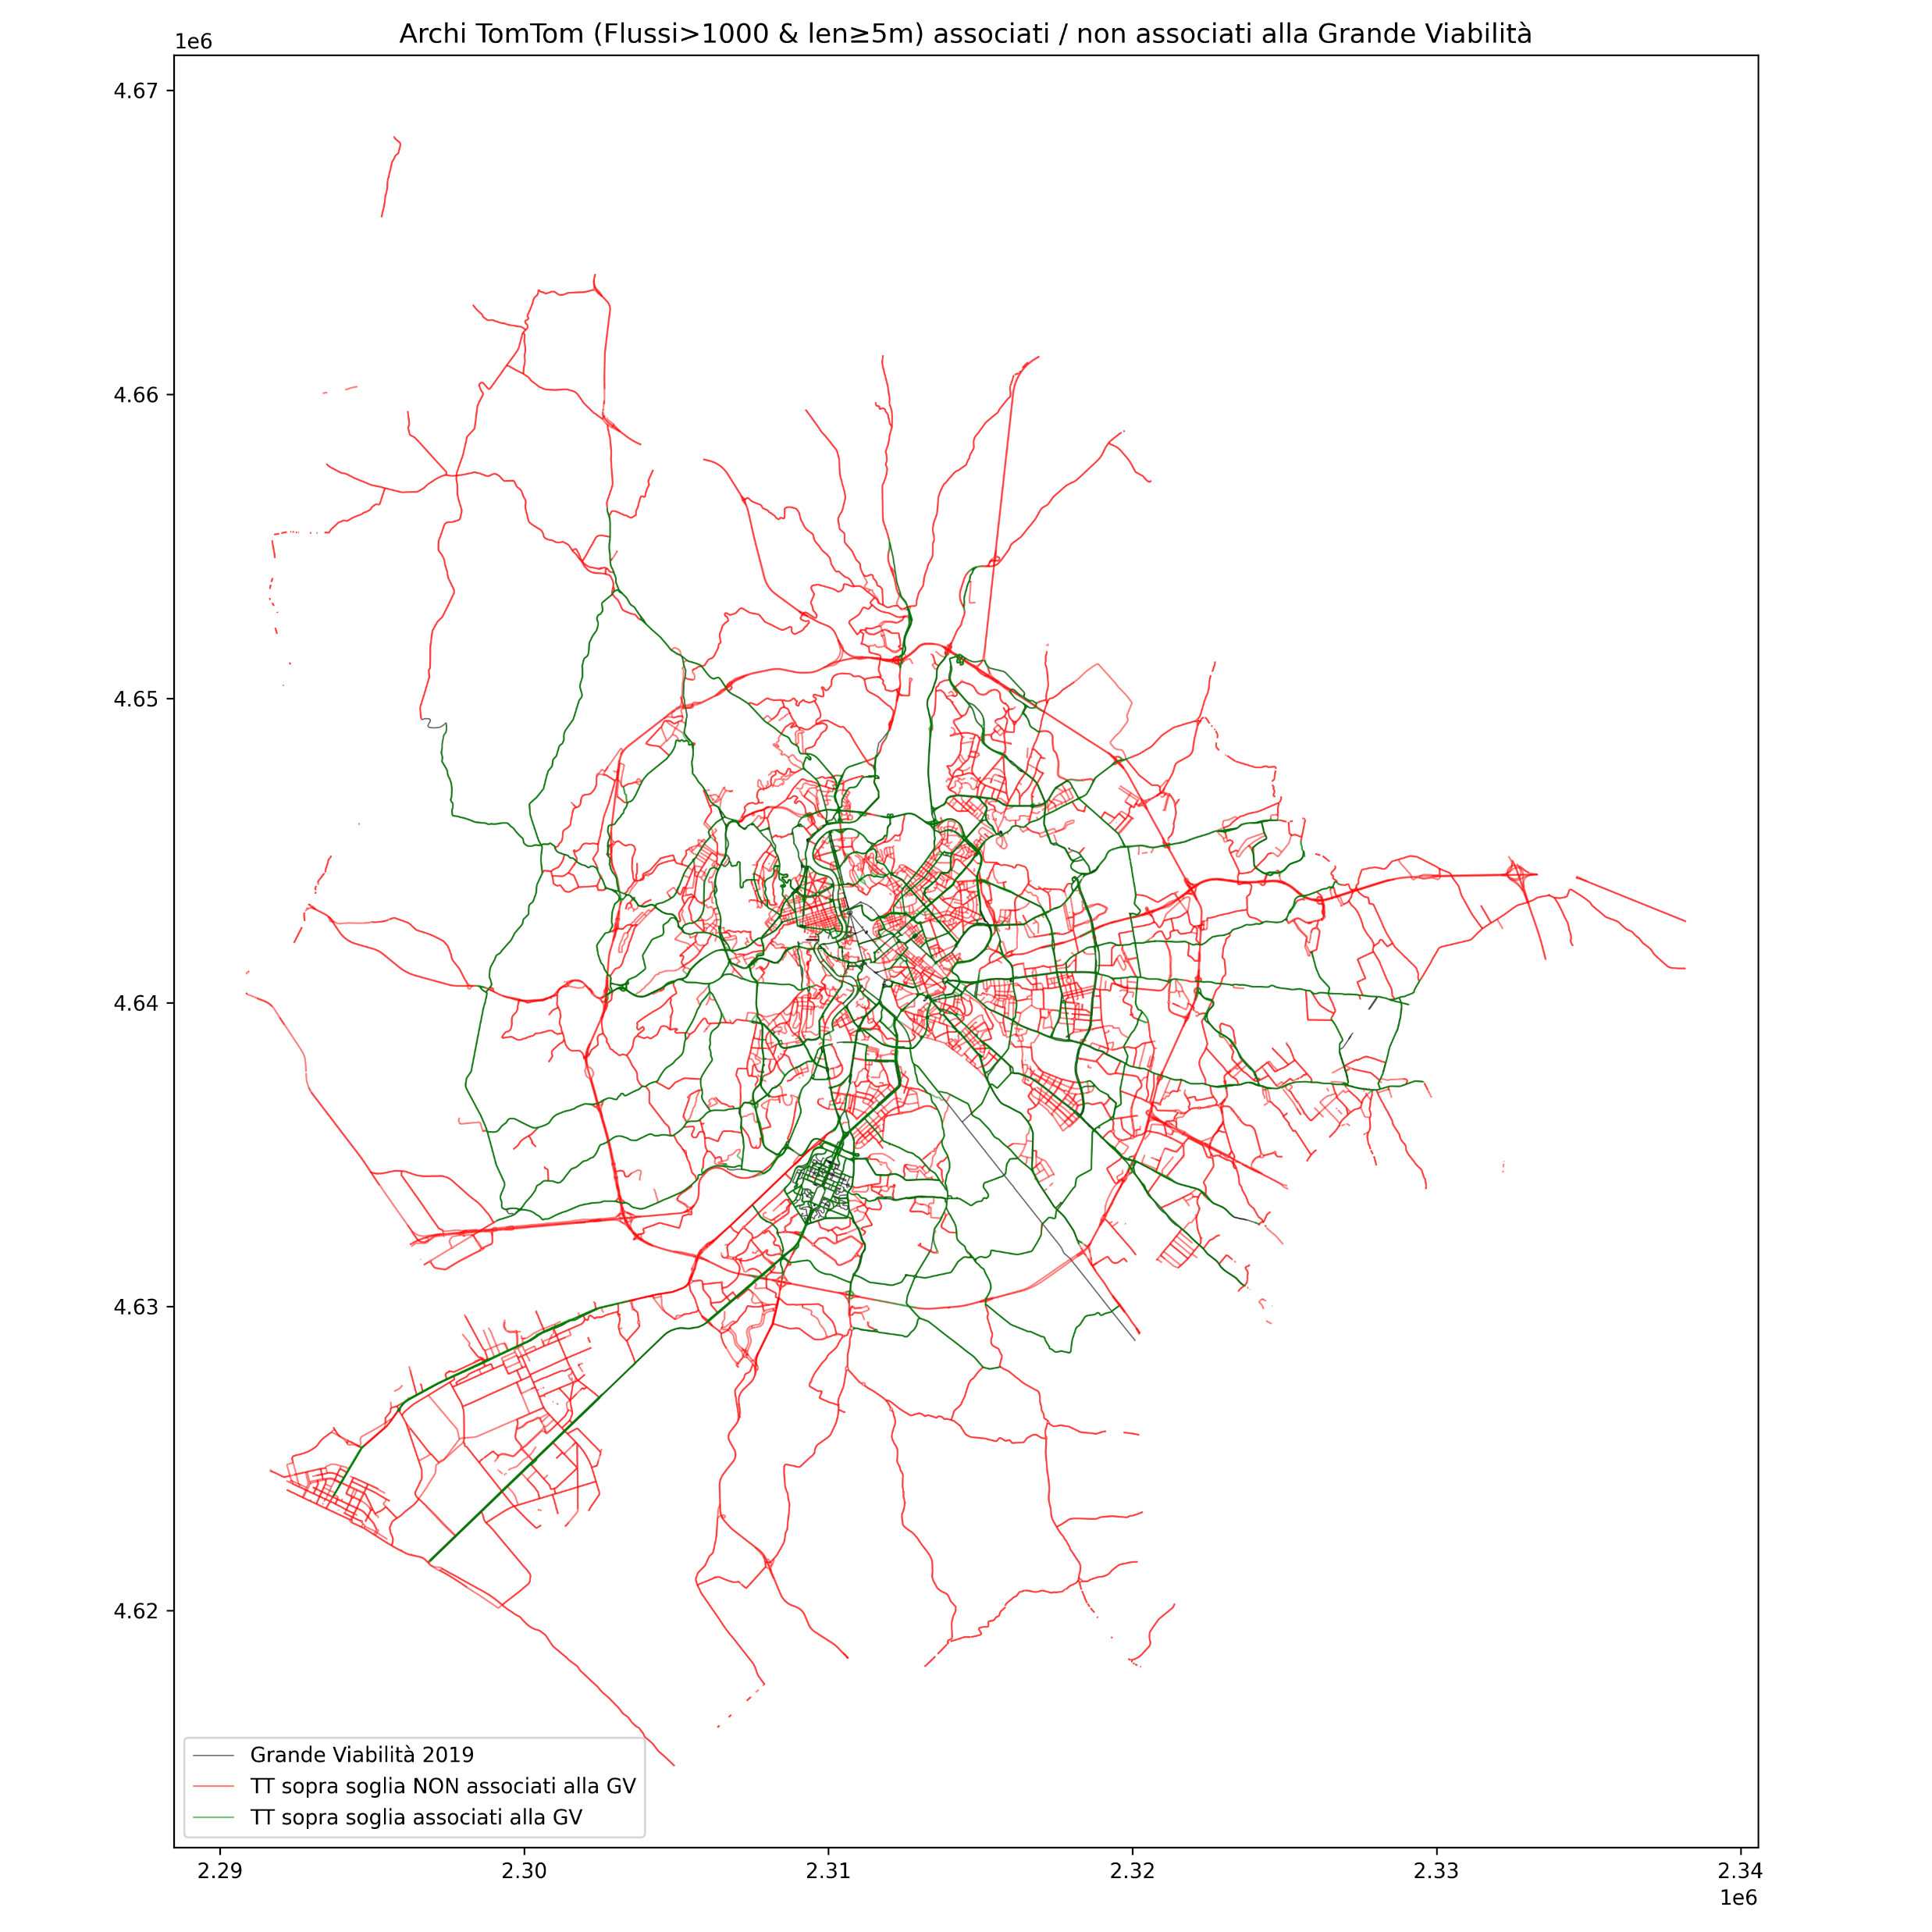 Archi TomTom (Flussi>1000 & len≥5m) associati / non associati alla Grande Viabilità
1e6
4.67
4.66
4.65
4.64
4.63
4.62
Grande Viabilità 2019
TT sopra soglia NON associati alla GV
TT sopra soglia associati alla GV
2.29 2.30 2.31 2.32 2.33 2.34
1e6